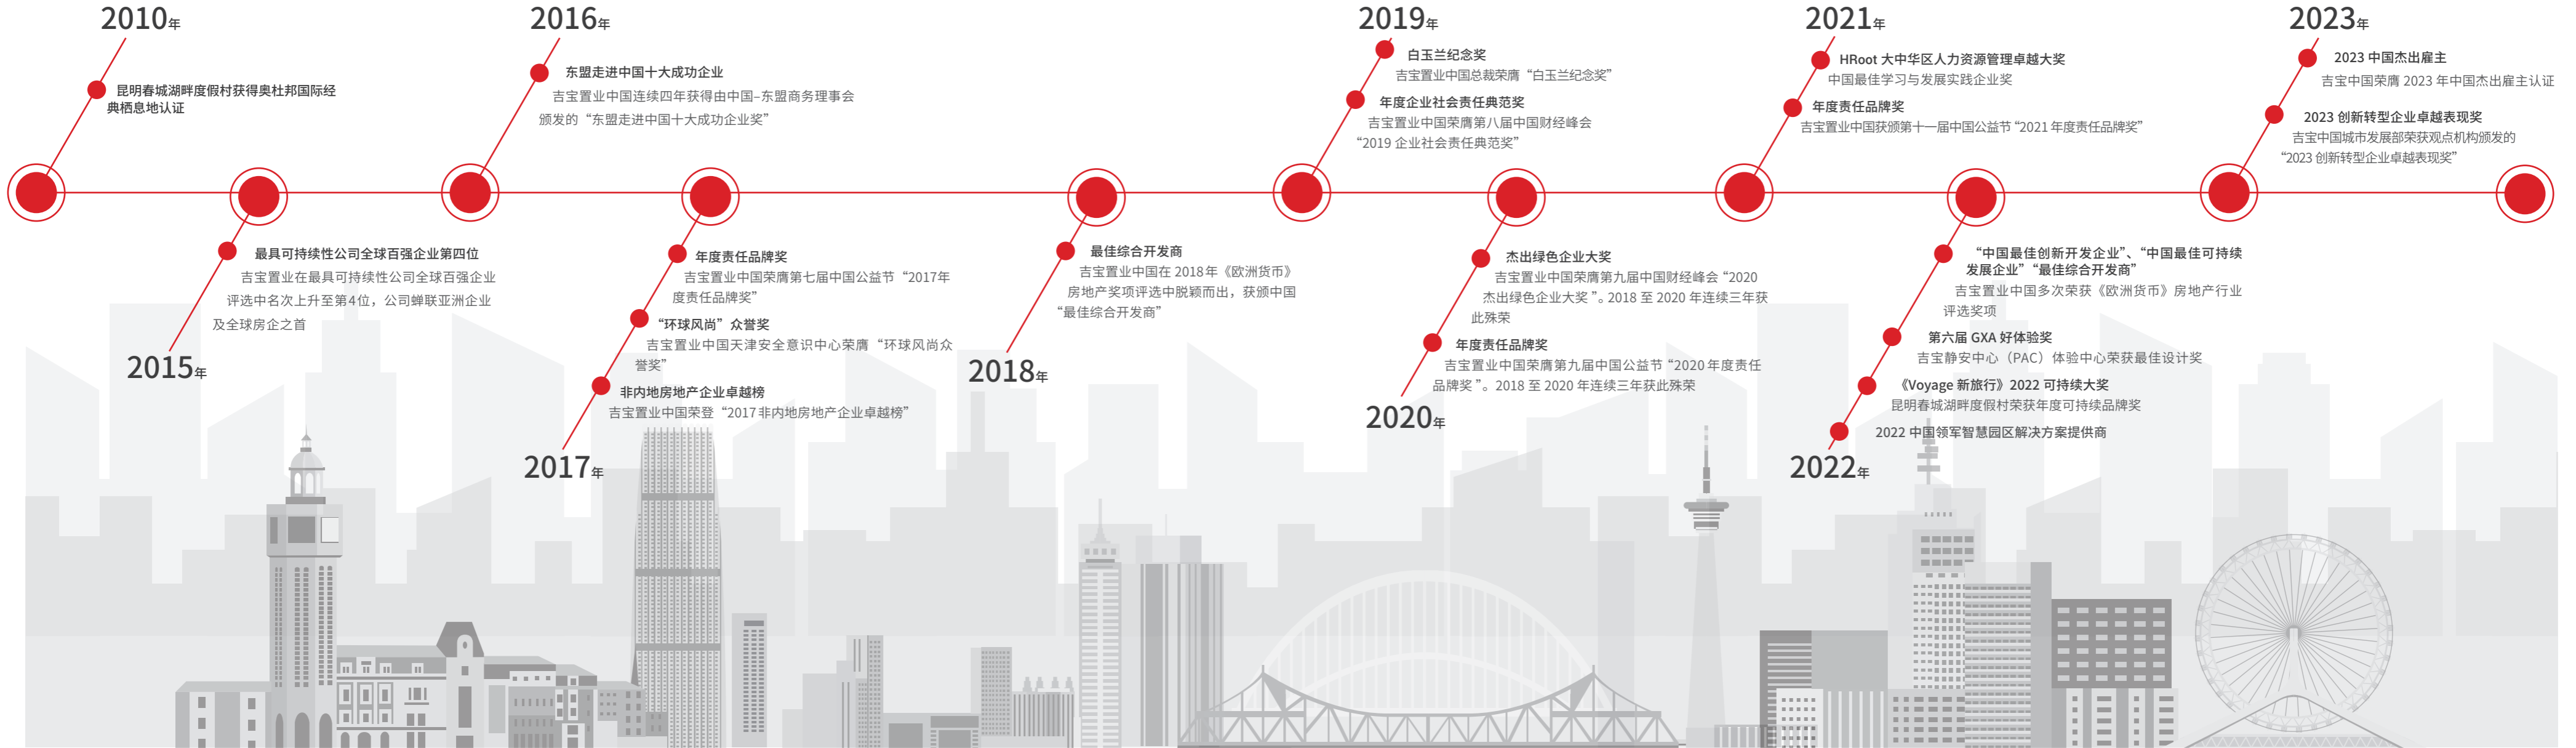 2010年
昆明春城湖畔度假村获得奥杜邦国际经
典栖息地认证
2015年
最具可持续性公司全球百强企业第四位
吉宝置业在最具可持续性公司全球百强企业
评选中名次上升至第4位，公司蝉联亚洲企业
及全球房企之首
2016年
东盟走进中国十大成功企业
吉宝置业中国连续四年获得由中国–东盟商务理事会
颁发的“东盟走进中国十大成功企业奖”
2017年
年度责任品牌奖
吉宝置业中国荣膺第七届中国公益节“2017年
度责任品牌奖”
“环球风尚”众誉奖
吉宝置业中国天津安全意识中心荣膺“环球风尚众
誉奖”
非内地房地产企业卓越榜
吉宝置业中国荣登“2017非内地房地产企业卓越榜”
2018年
最佳综合开发商
吉宝置业中国在 2018年《欧洲货币》
房地产奖项评选中脱颖而出，获颁中国
“最佳综合开发商”
2019年
白玉兰纪念奖
吉宝置业中国总裁荣膺“白玉兰纪念奖”
年度企业社会责任典范奖
吉宝置业中国荣膺第八届中国财经峰会
“2019 企业社会责任典范奖”
2020年
杰出绿色企业大奖
吉宝置业中国荣膺第九届中国财经峰会“2020
杰出绿色企业大奖”。2018 至 2020 年连续三年获
此殊荣
年度责任品牌奖
吉宝置业中国荣膺第九届中国公益节“2020年度责任
品牌奖”。2018 至 2020 年连续三年获此殊荣
2021年
HRoot 大中华区人力资源管理卓越大奖
中国最佳学习与发展实践企业奖
年度责任品牌奖
吉宝置业中国获颁第十一届中国公益节“2021 年度责任品牌奖”
2022年
“中国最佳创新开发企业”、“中国最佳可持续
发展企业”“最佳综合开发商”
吉宝置业中国多次荣获《欧洲货币》房地产行业
评选奖项
第六届 GXA 好体验奖
吉宝静安中心（PAC）体验中心荣获最佳设计奖
《Voyage 新旅行》2022 可持续大奖
昆明春城湖畔度假村荣获年度可持续品牌奖
2022 中国领军智慧园区解决方案提供商
2023年
2023 中国杰出雇主
吉宝中国荣膺 2023 年中国杰出雇主认证
2023 创新转型企业卓越表现奖
吉宝中国城市发展部荣获观点机构颁发的
“2023 创新转型企业卓越表现奖”